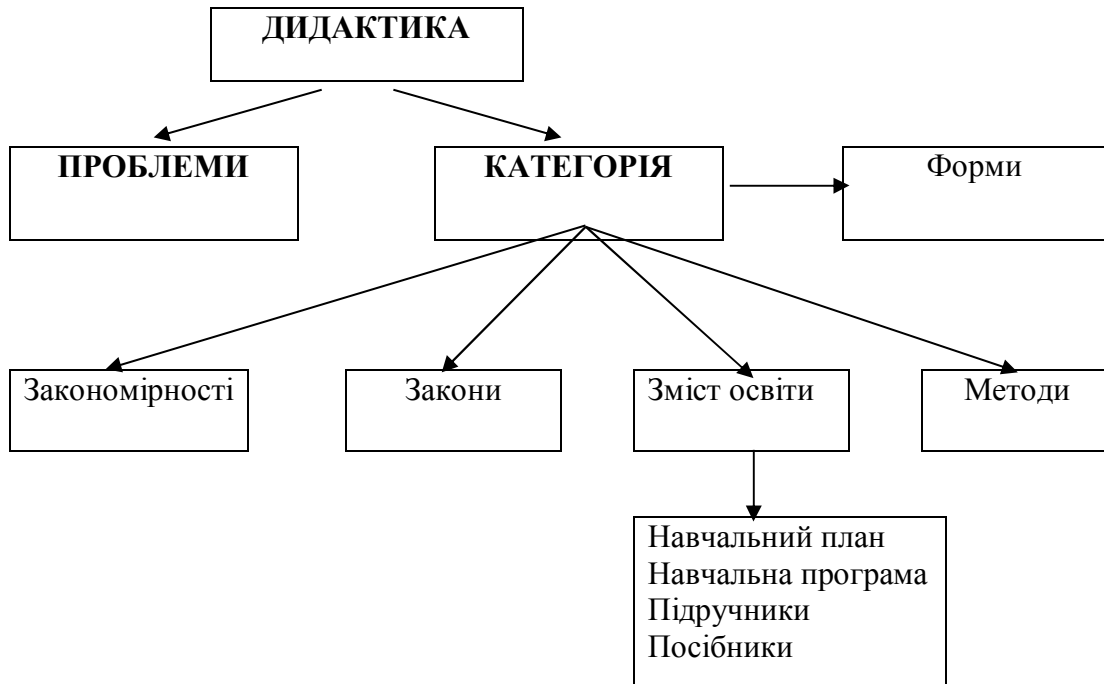 ДИДАКТИКА
ПРОБЛЕМИ
КАТЕГОРІЯ
Форми
Закономірності
Закони
Зміст освіти
Методи
Навчальний план
Навчальна програма
Підручники
Посібники